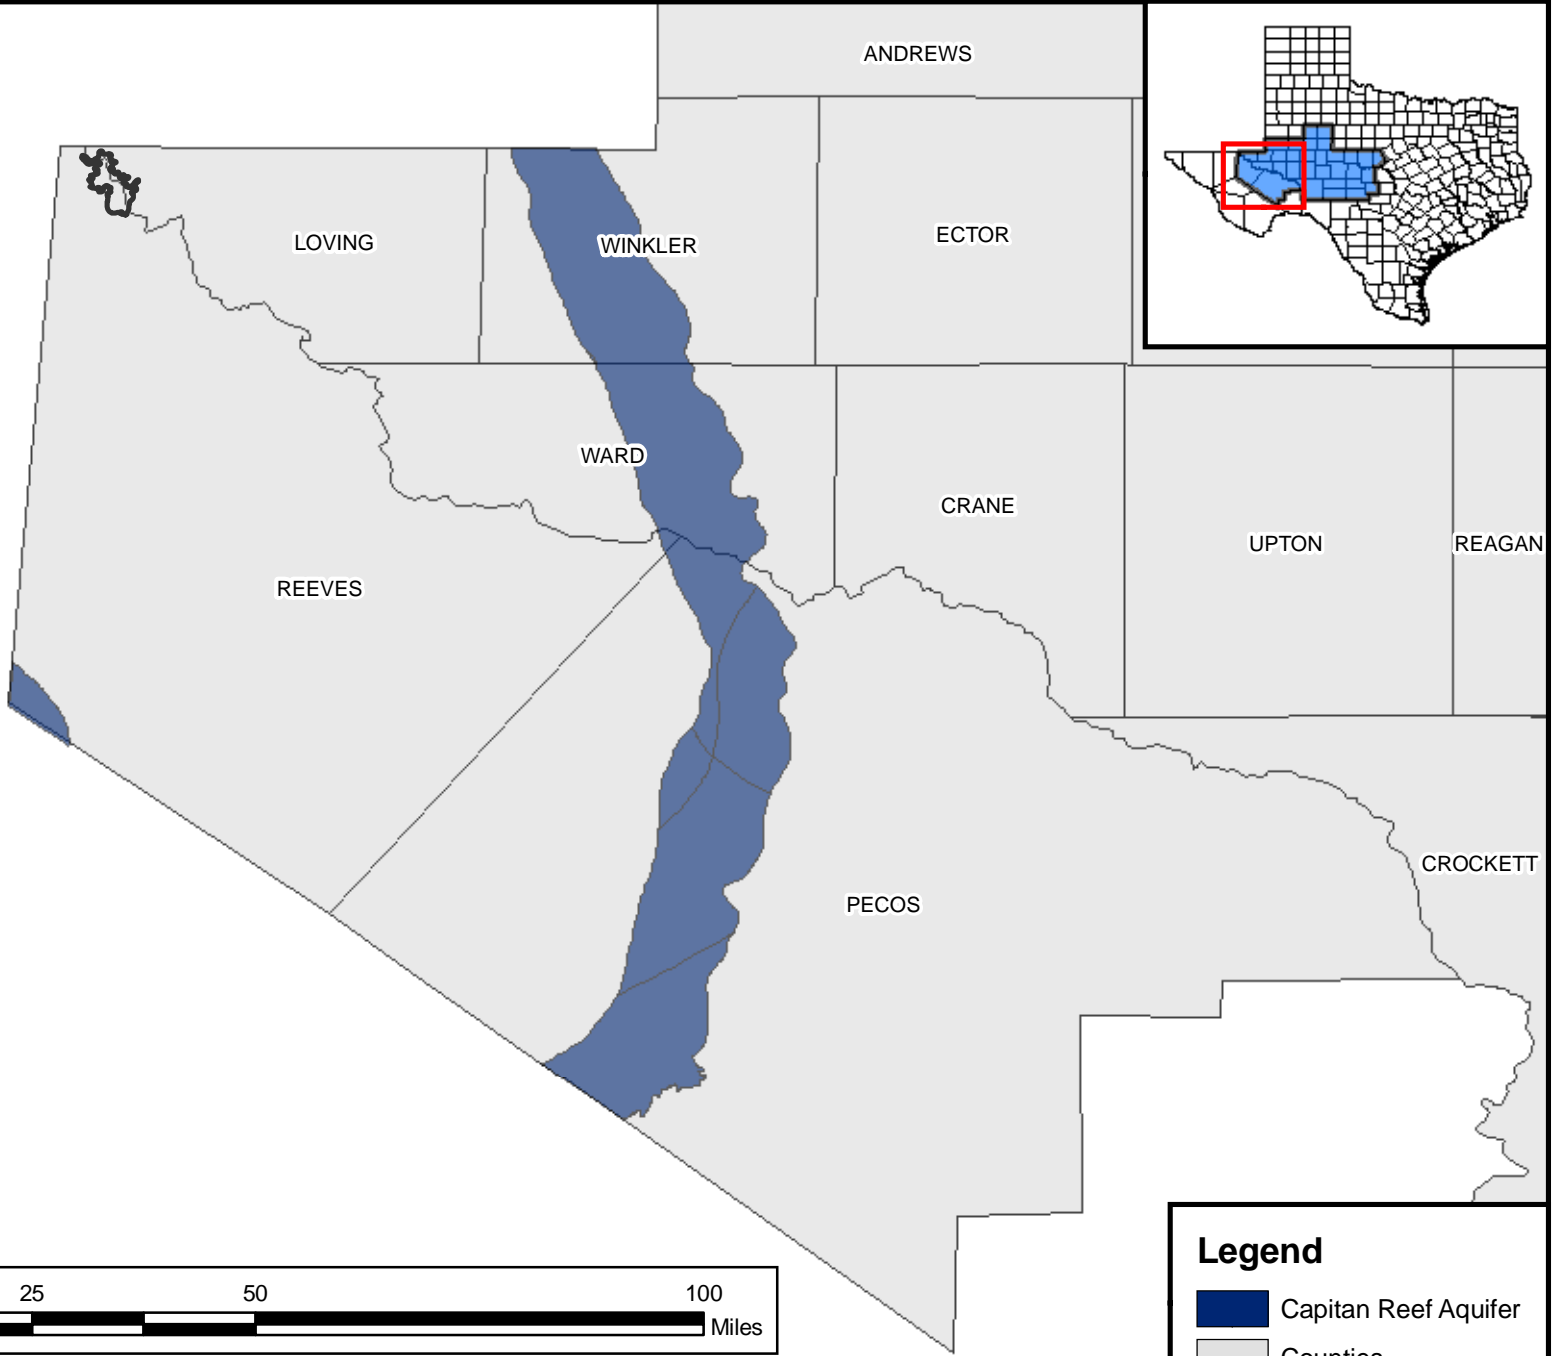 ANDREWS
LOVING
WINKLER
ECTOR
WARD
CRANE
UPTON
REAGAN
REEVES
CROCKETT
PECOS
Legend
Capitan Reef Aquifer
Counties
25 50 100
Miles